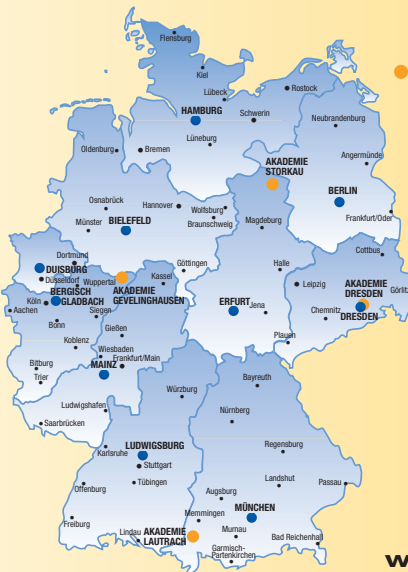 Flensburg
Kiel
Lübeck
Rostock
HAMBURG
Schwerin
Neubrandenburg
Lüneburg
Oldenburg
Bremen
Angermünde
AKADEMIE
STORKAU
BERLIN
Osnabrück
Hannover
Wolfsburg
Braunschweig
Frankfurt/Oder
Münster
BIELEFELD
Magdeburg
Cottbus
Dortmund
DUISBURG
Düsseldorf
Wuppertal
Göttingen
Halle
Kassel
Leipzig
AKADEMIE
DRESDEN
Görlitz
BERGISCH
GLADBACH
AKADEMIE
GEVELINGHAUSEN
Köln
Aachen
ERFURT
Jena
Chemnitz
DRESDEN
Siegen
Bonn
Gießen
Plauen
Koblenz
Wiesbaden
Frankfurt/Main
Bitburg
MAINZ
Trier
Bayreuth
Würzburg
Ludwigshafen
Nürnberg
Saarbrücken
Karlsruhe
LUDWIGSBURG
Regensburg
Stuttgart
Offenburg
Tübingen
Landshut
Passau
Augsburg
Freiburg
Memmingen
MÜNCHEN
Lindau
AKADEMIE
LAUTRACH
Murnau
Bad Reichenhall
Garmisch-
Partenkirchen
w